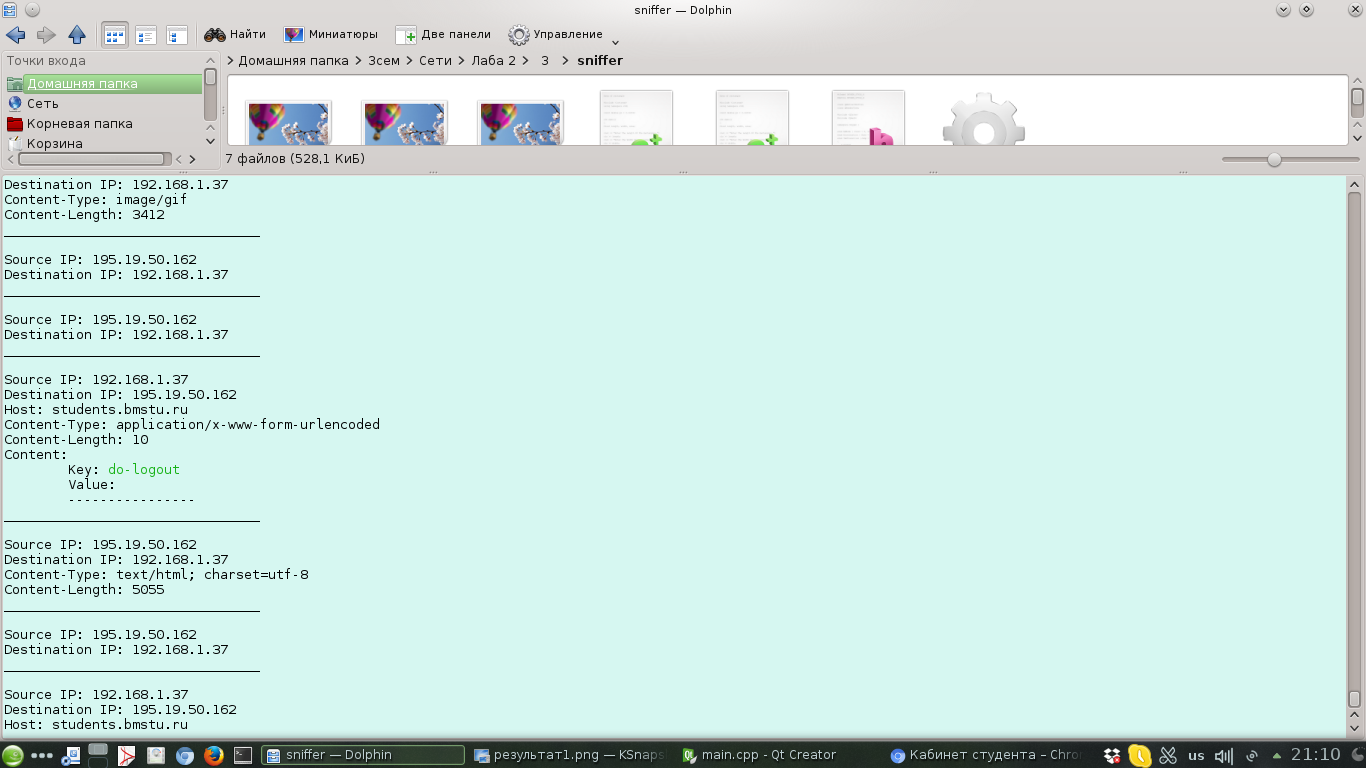 sniffer — Dolphin
Найти Миниатюры Две панели Управление
Точки входа
Домашняя папка > 3сем > Сети > Лаба 2 > 3 > sniffer
Домашняя папка
Сеть
Корневая папка
Корзина
7 файлов (528,1 КиБ)
Destination IP: 192.168.1.37
Content-Type: image/gif
Content-Length: 3412
Source IP: 195.19.50.162
Destination IP: 192.168.1.37
Source IP: 195.19.50.162
Destination IP: 192.168.1.37
Source IP: 192.168.1.37
Destination IP: 195.19.50.162
Host: students.bmstu.ru
Content-Type: application/x-www-form-urlencoded
Content-Length: 10
Content:
Key: do-logout
Value:
----------------
Source IP: 195.19.50.162
Destination IP: 192.168.1.37
Content-Type: text/html; charset=utf-8
Content-Length: 5055
Source IP: 195.19.50.162
Destination IP: 192.168.1.37
Source IP: 192.168.1.37
Destination IP: 195.19.50.162
Host: students.bmstu.ru
sniffer — Dolphin результат1.png — KSnaps main.cpp - Qt Creator Кабинет студента – Chro us 21:10